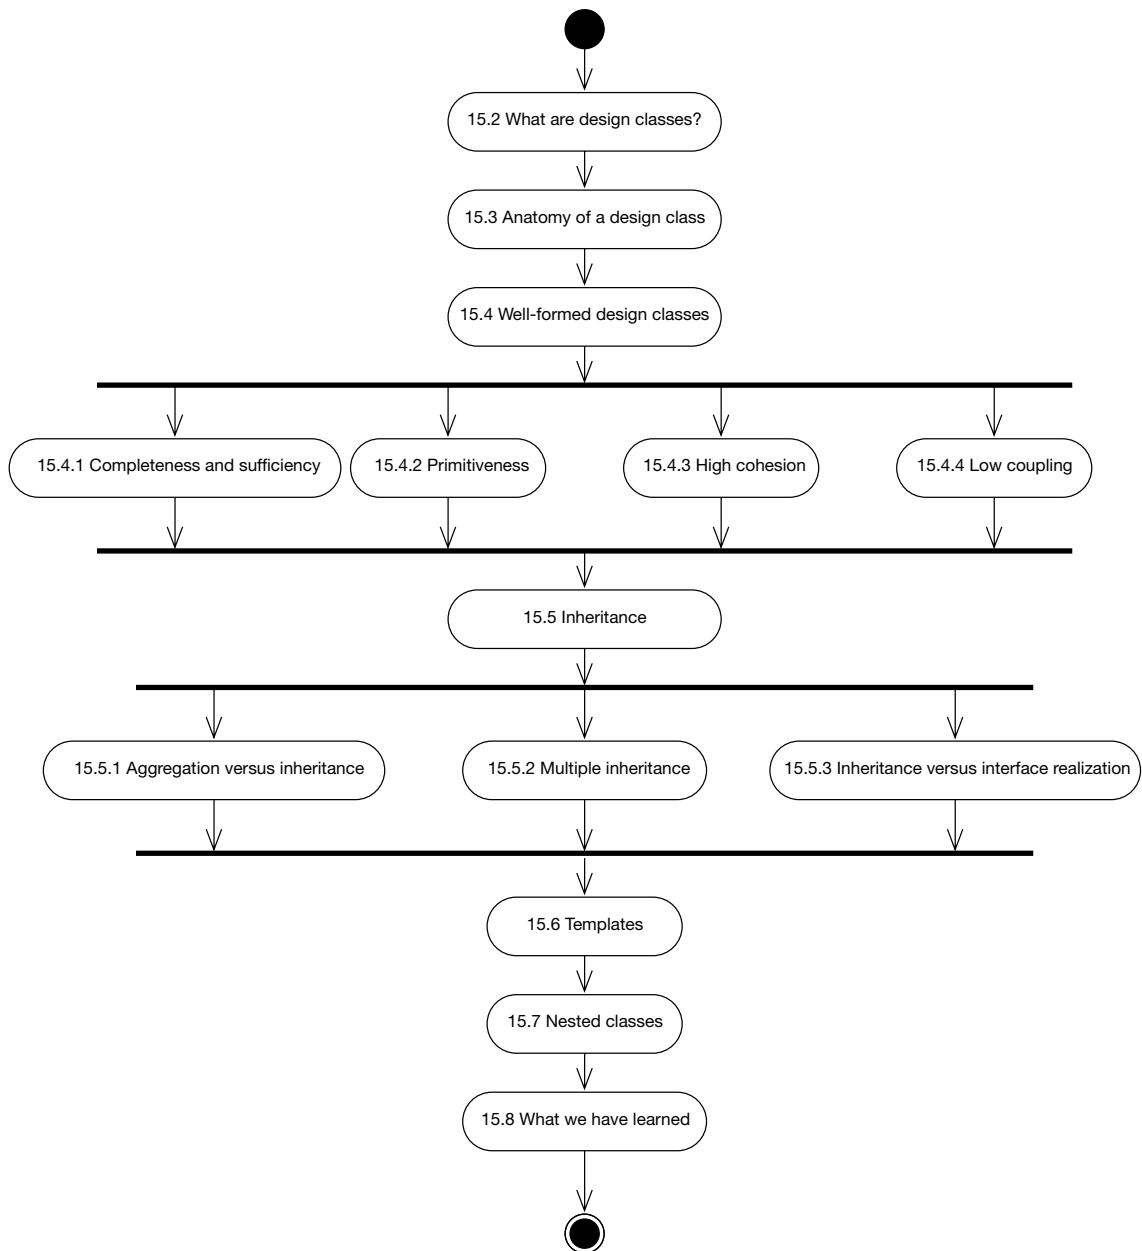 15.2 What are design classes?
15.3 Anatomy of a design class
15.4 Well-formed design classes
15.4.1 Completeness and sufficiency
15.4.2 Primitiveness
15.4.3 High cohesion
15.4.4 Low coupling
15.5 Inheritance
15.5.1 Aggregation versus inheritance
15.5.2 Multiple inheritance
15.5.3 Inheritance versus interface realization
15.6 Templates
15.7 Nested classes
15.8 What we have learned